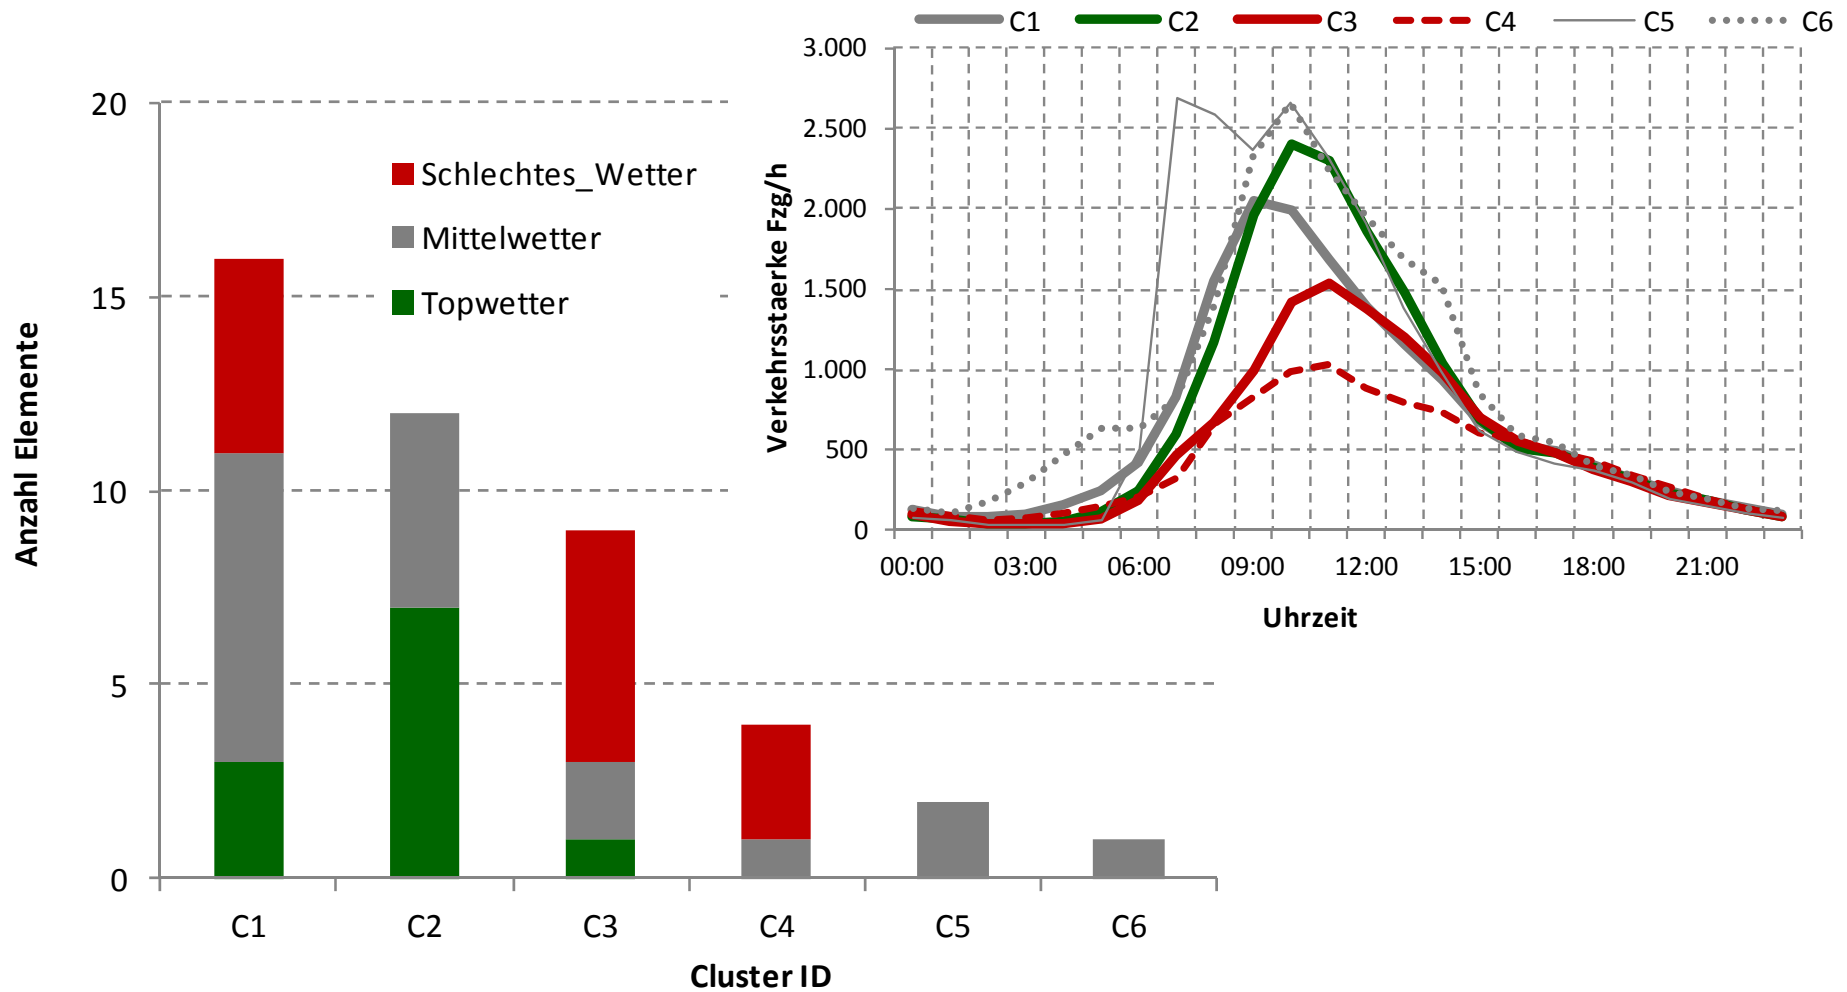 C1 C2 C3 C4 C5 C6
Verkehrsstaerke Fzg/h
3.000
2.500
2.000
1.500
1.000
500
0
00:00 03:00 06:00 09:00 12:00 15:00 18:00 21:00
Uhrzeit
Anzahl Elemente
20
15
10
5
0
Schlechtes_Wetter
Mittelwetter
Topwetter
C1 C2 C3 C4 C5 C6
Cluster ID